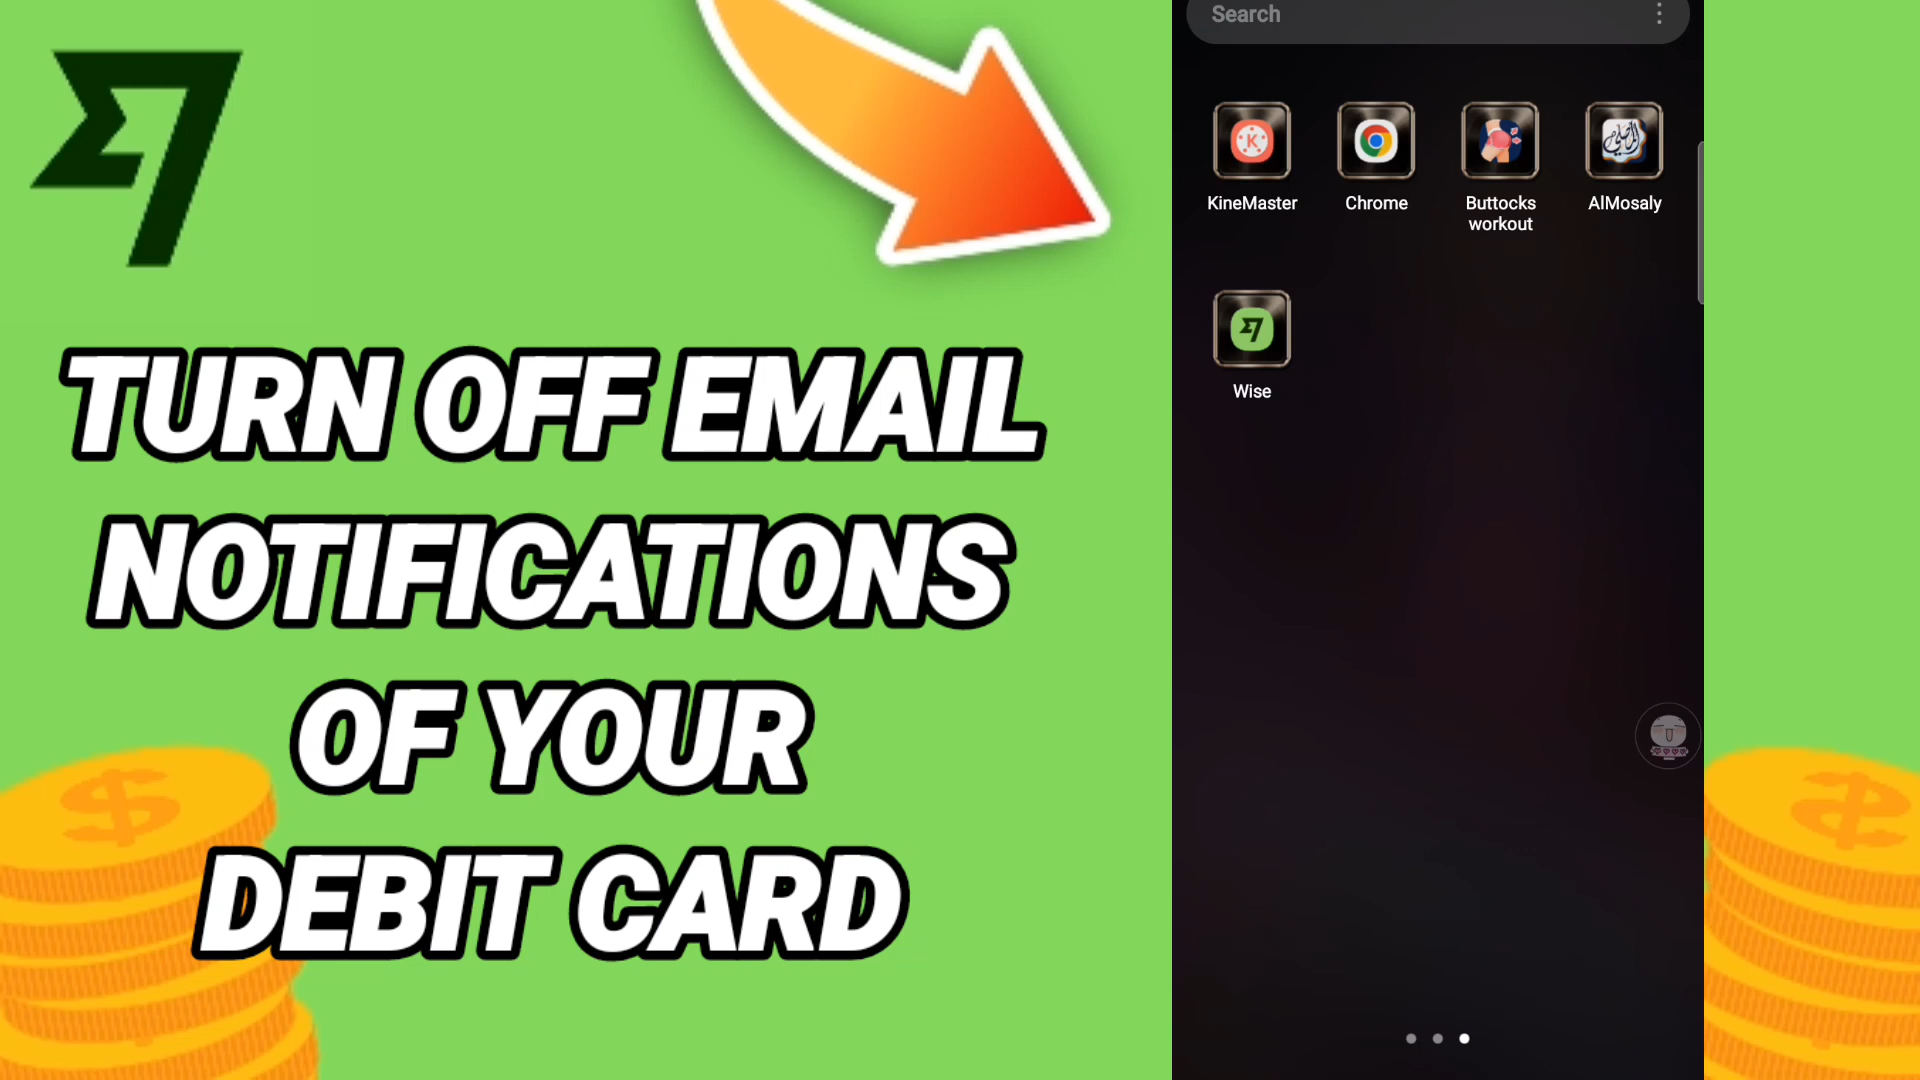 TURN OFF EMAIL
NOTIFICATIONS
OF YOUR
DEBIT CARD
Search
KineMaster
Chrome
Buttocks
workout
AlMosaly
Wise